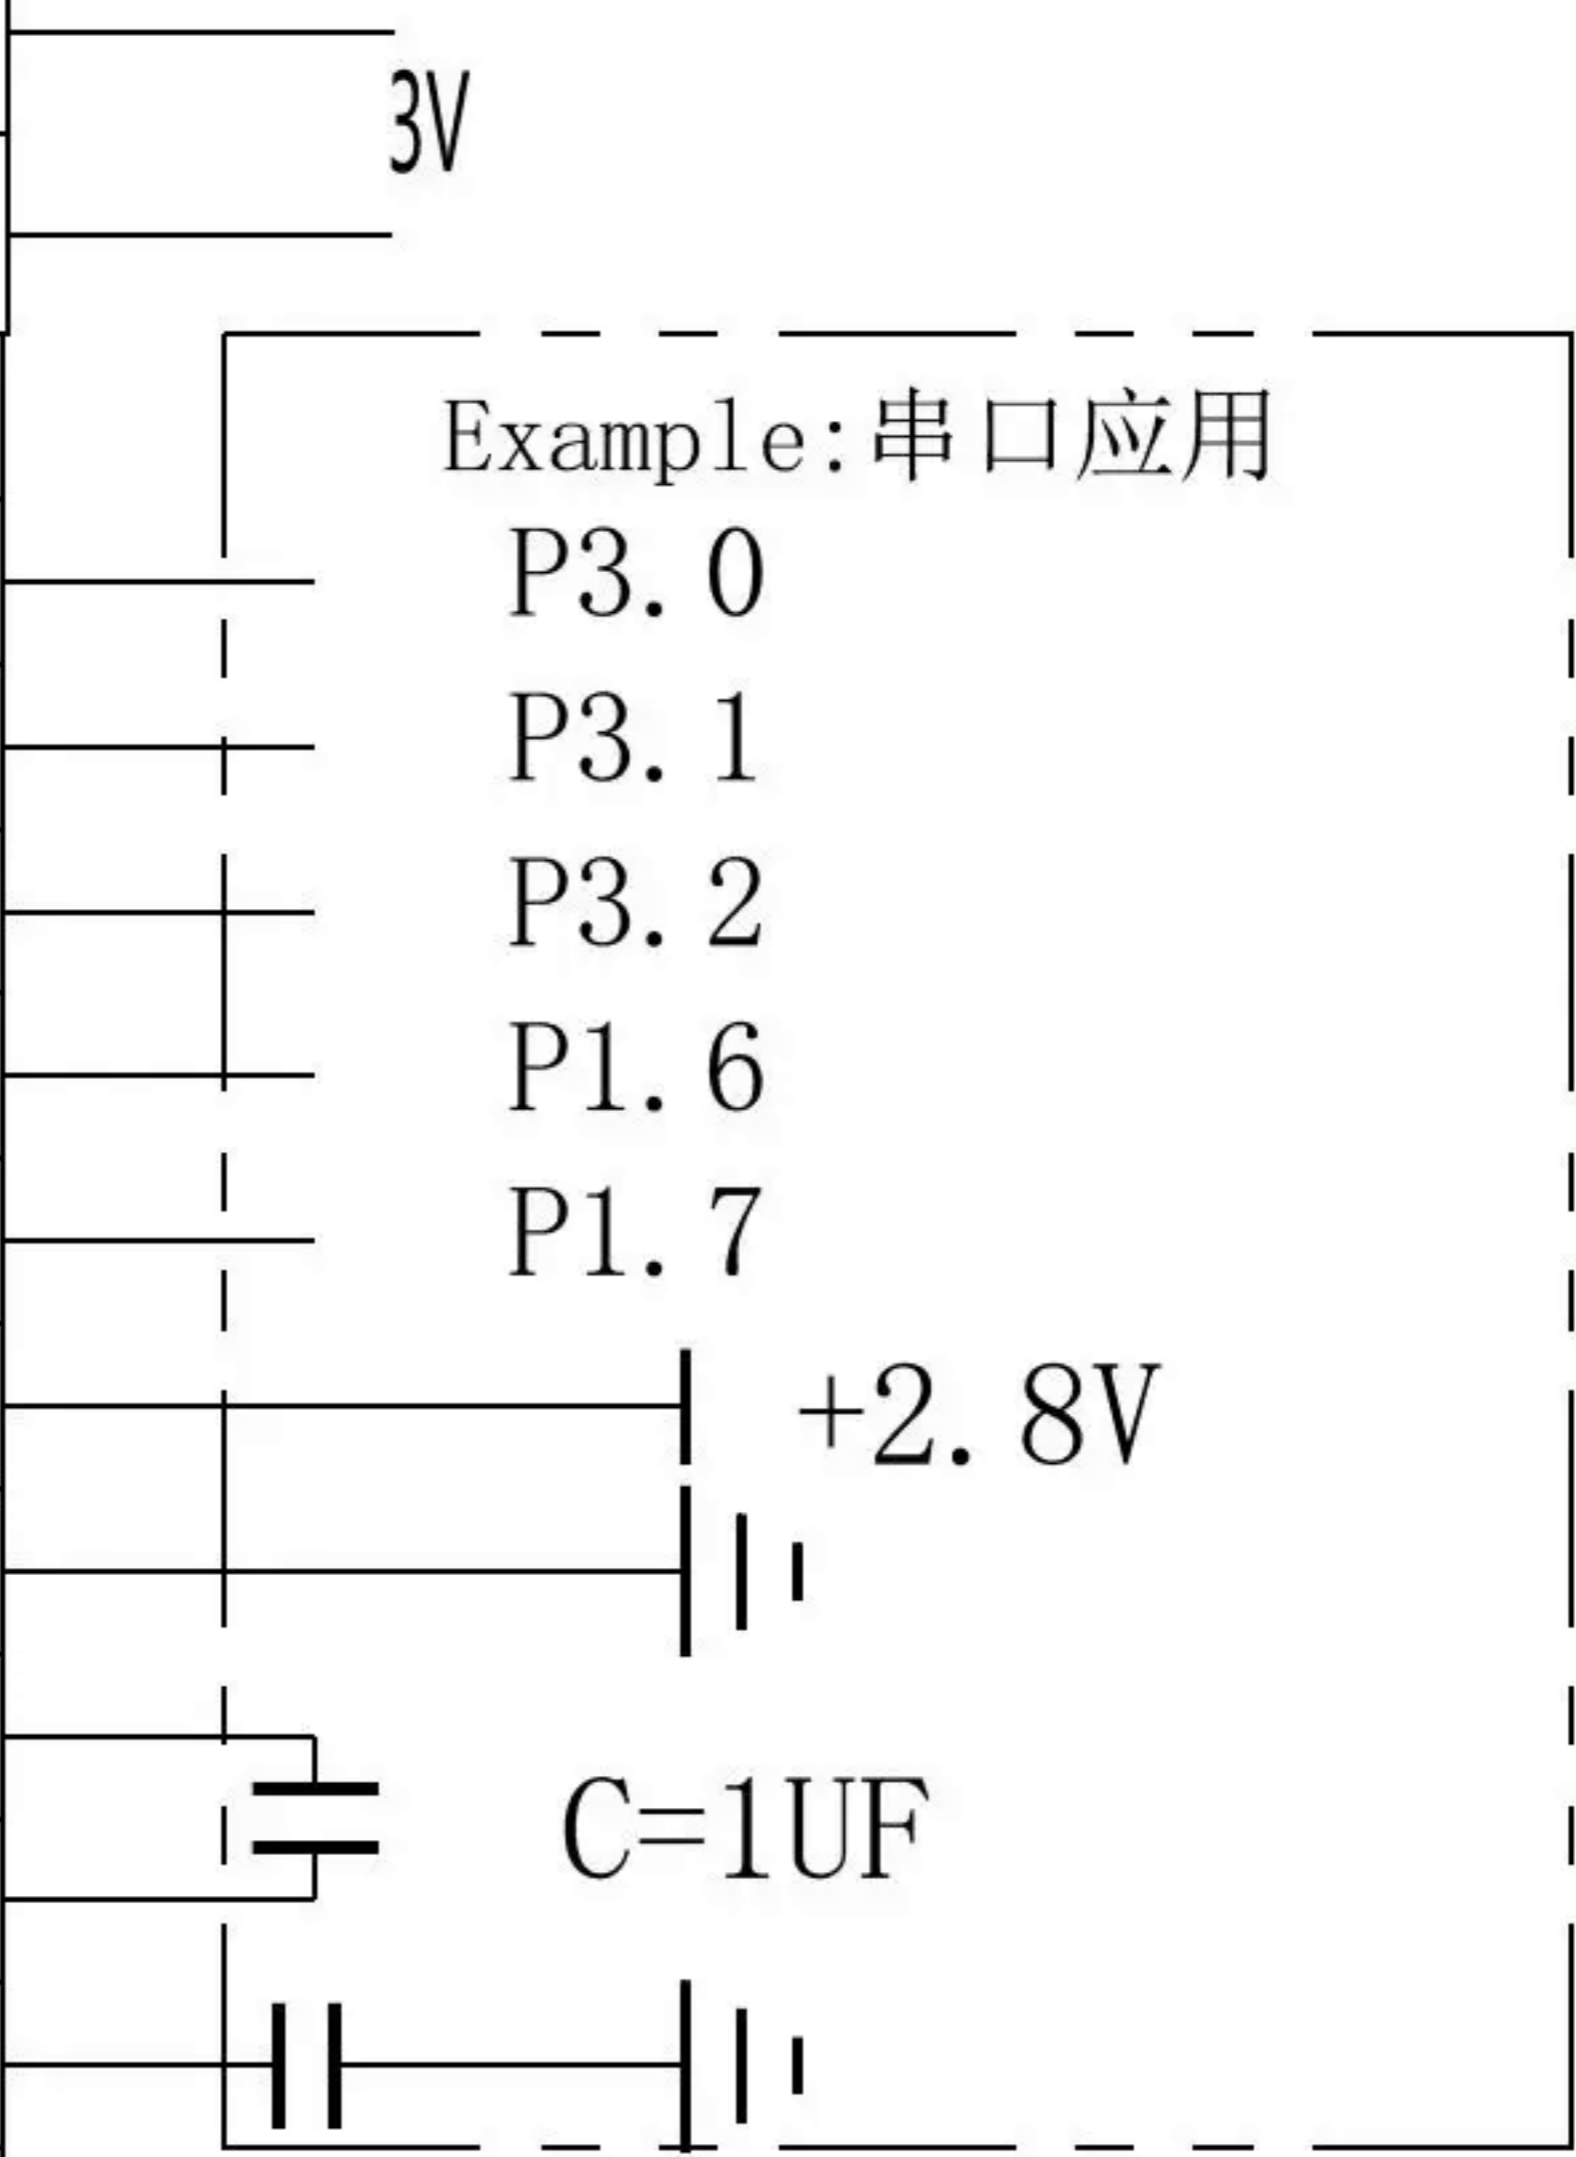 3V
Example:串口应用
P3.0
P3.1
P3.2
P1.6
P1.7
+2.8V
C=1UF